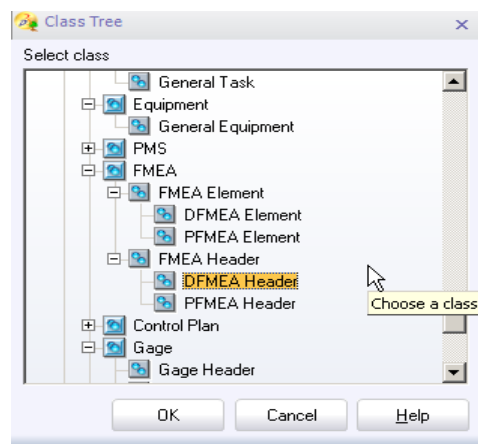 Class Tree
Select class
General Task
Equipment
General Equipment
PMS
FMEA
FMEA Element
DFMEA Element
PFMEA Element
FMEA Header
DFMEA Header
PFMEA Header
Choose a class
Control Plan
Gage
Gage Header
OK Cancel Help